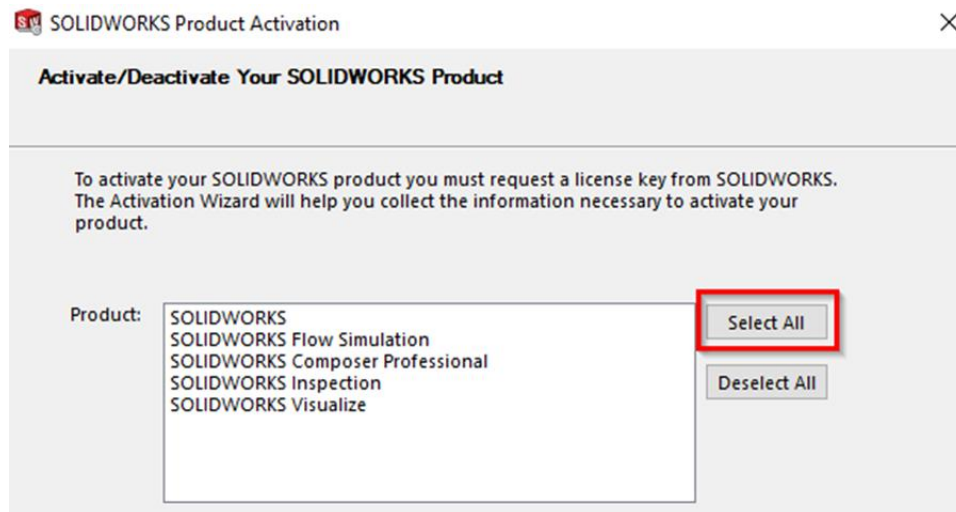 SOLIDWORKS Product Activation
Activate/Deactivate Your SOLIDWORKS Product
To activate your SOLIDWORKS product you must request a license key from SOLIDWORKS.
The Activation Wizard will help you collect the information necessary to activate your
product.
Product:
SOLIDWORKS
SOLIDWORKS Flow Simulation
SOLIDWORKS Composer Professional
SOLIDWORKS Inspection
SOLIDWORKS Visualize
Select All
Deselect All